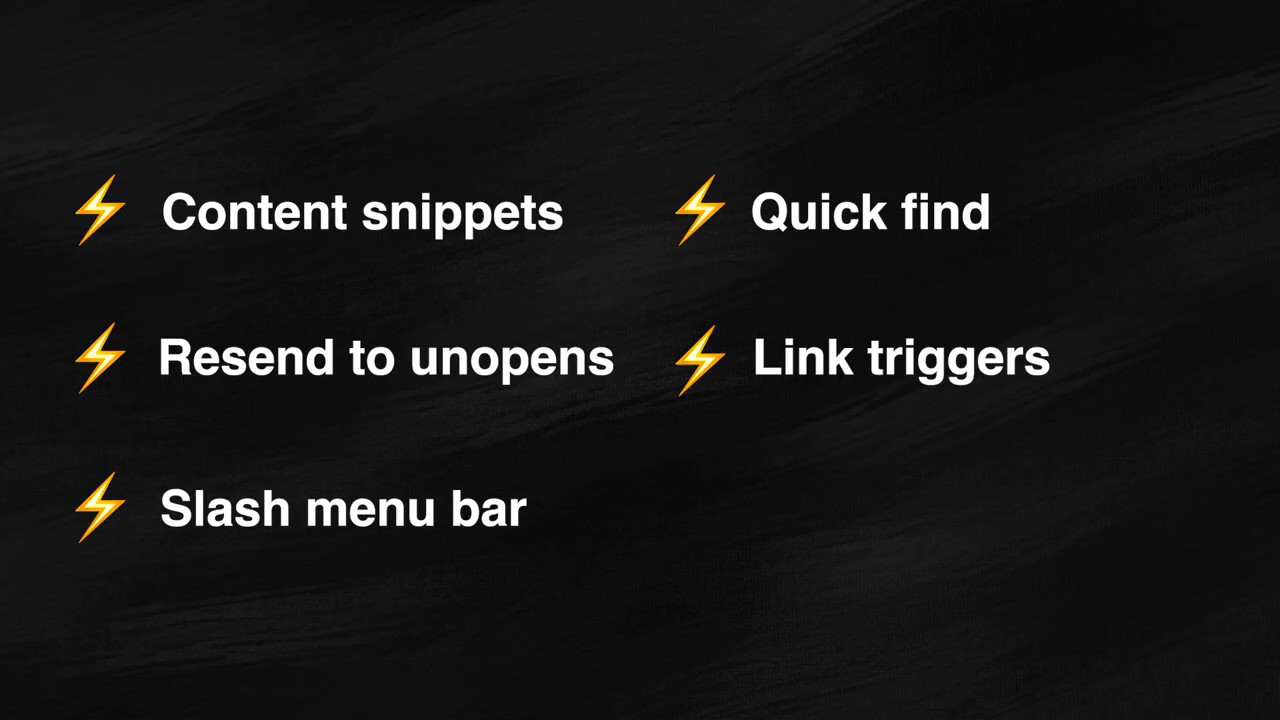 ⚡ Content snippets
⚡ Resend to unopens
⚡ Slash menu bar
⚡ Quick find
⚡ Link triggers